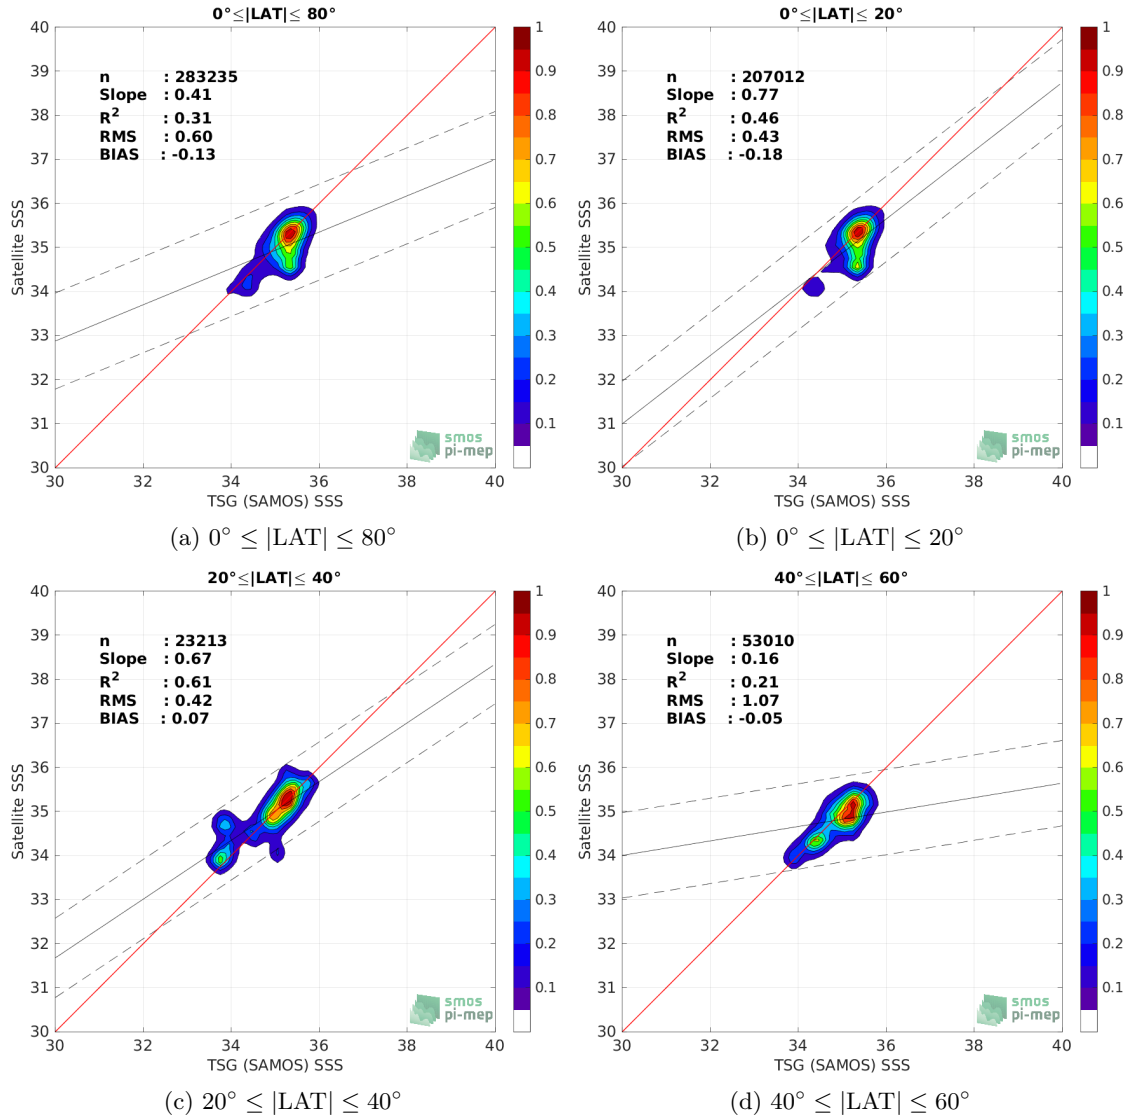 0°≤|LAT|≤ 80°
40
39
38
37
36
35
34
33
32
31
30
Satellite SSS
n : 283235
Slope : 0.41
R² : 0.31
RMS : 0.60
BIAS : -0.13
smos
pi-mep
30 32 34 36 38 40
TSG (SAMOS) SSS
1
0.9
0.8
0.7
0.6
0.5
0.4
0.3
0.2
0.1
(a) 0° ≤ |LAT| ≤ 80°
0°≤|LAT|≤ 20°
40
39
38
37
36
35
34
33
32
31
30
Satellite SSS
n : 207012
Slope : 0.77
R² : 0.46
RMS : 0.43
BIAS : -0.18
smos
pi-mep
30 32 34 36 38 40
TSG (SAMOS) SSS
1
0.9
0.8
0.7
0.6
0.5
0.4
0.3
0.2
0.1
(b) 0° ≤ |LAT| ≤ 20°
20°≤|LAT|≤ 40°
40
39
38
37
36
35
34
33
32
31
30
Satellite SSS
n : 23213
Slope : 0.67
R² : 0.61
RMS : 0.42
BIAS : 0.07
smos
pi-mep
30 32 34 36 38 40
TSG (SAMOS) SSS
1
0.9
0.8
0.7
0.6
0.5
0.4
0.3
0.2
0.1
(c) 20° ≤ |LAT| ≤ 40°
40°≤|LAT|≤ 60°
40
39
38
37
36
35
34
33
32
31
30
Satellite SSS
n : 53010
Slope : 0.16
R² : 0.21
RMS : 1.07
BIAS : -0.05
smos
pi-mep
30 32 34 36 38 40
TSG (SAMOS) SSS
1
0.9
0.8
0.7
0.6
0.5
0.4
0.3
0.2
0.1
(d) 40° ≤ |LAT| ≤ 60°